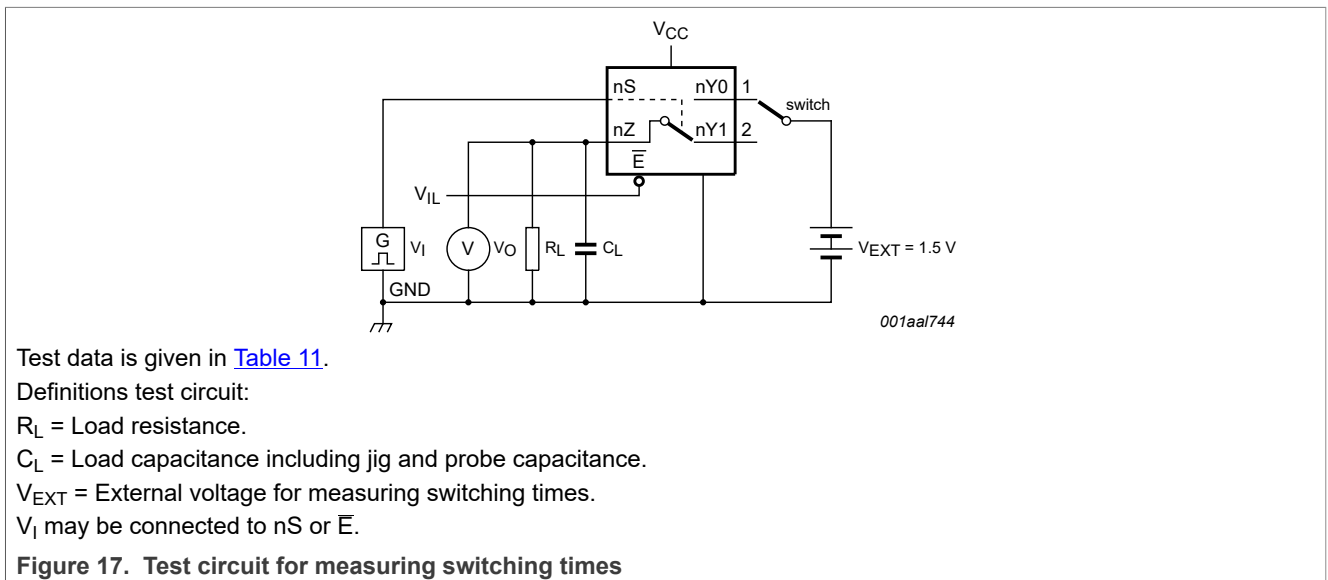 VCC
nS nY0 1
switch
nZ nY1 2
E̅
VIL
G VI V VO RL CL VEXT = 1.5 V
GND
001aal744
Test data is given in Table 11.
Definitions test circuit:
RL = Load resistance.
CL = Load capacitance including jig and probe capacitance.
VEXT = External voltage for measuring switching times.
VI may be connected to nS or E̅.
Figure 17. Test circuit for measuring switching times